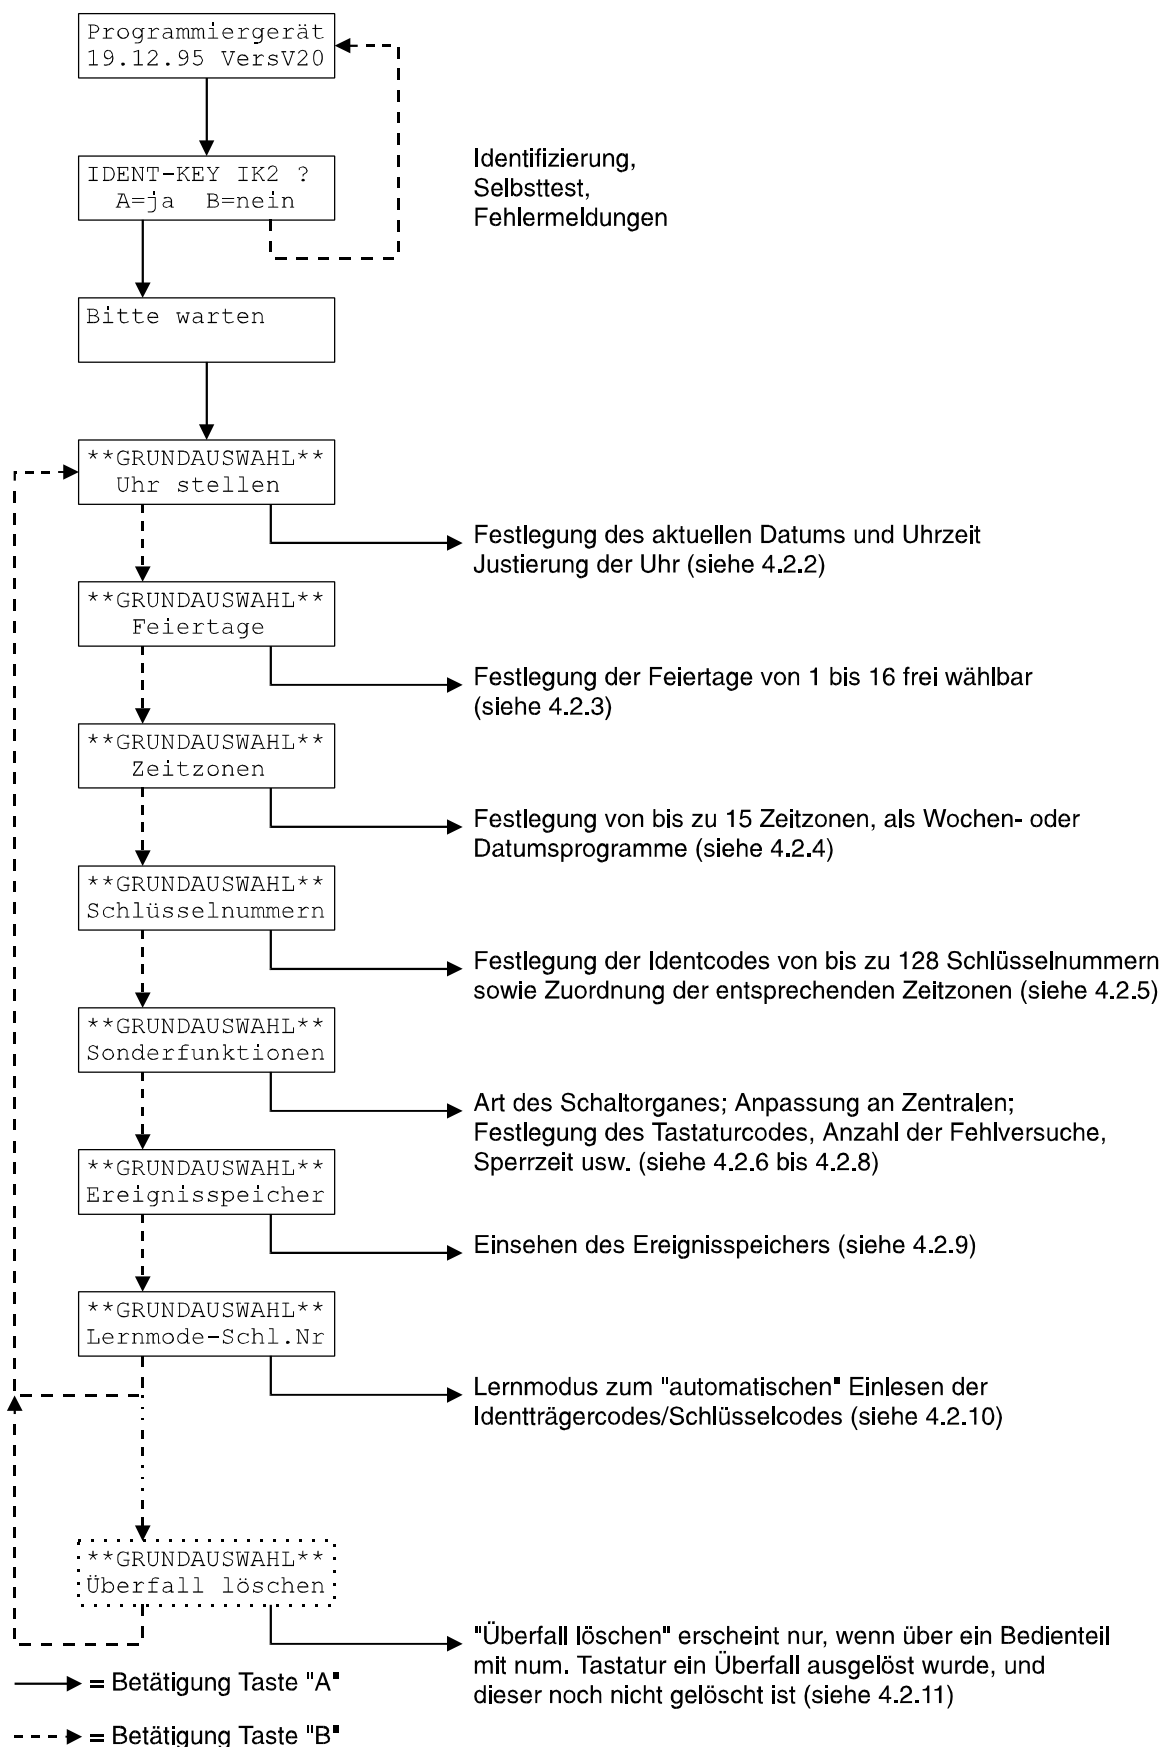 Programmiergerät
19.12.95 VersV20
IDENT-KEY IK2 ?
A=ja B=nein
Identifizierung,
Selbsttest,
Fehlermeldungen
Bitte warten
**GRUNDAUSWAHL**
Uhr stellen
Festlegung des aktuellen Datums und Uhrzeit
Justierung der Uhr (siehe 4.2.2)
**GRUNDAUSWAHL**
Feiertage
Festlegung der Feiertage von 1 bis 16 frei wählbar
(siehe 4.2.3)
**GRUNDAUSWAHL**
Zeitzonen
Festlegung von bis zu 15 Zeitzonen, als Wochen- oder
Datumsprogramme (siehe 4.2.4)
**GRUNDAUSWAHL**
Schlüsselnummern
Festlegung der Identcodes von bis zu 128 Schlüsselnummern
sowie Zuordnung der entsprechenden Zeitzonen (siehe 4.2.5)
**GRUNDAUSWAHL**
Sonderfunktionen
Art des Schaltorganes; Anpassung an Zentralen;
Festlegung des Tastaturcodes, Anzahl der Fehlversuche,
Sperrzeit usw. (siehe 4.2.6 bis 4.2.8)
**GRUNDAUSWAHL**
Ereignisspeicher
Einsehen des Ereignisspeichers (siehe 4.2.9)
**GRUNDAUSWAHL**
Lernmode-Schl.Nr
Lernmodus zum "automatischen" Einlesen der
Identträgercodes/Schlüsselcodes (siehe 4.2.10)
**GRUNDAUSWAHL**
Überfall löschen
"Überfall löschen" erscheint nur, wenn über ein Bedienteil
mit num. Tastatur ein Überfall ausgelöst wurde, und
dieser noch nicht gelöscht ist (siehe 4.2.11)
= Betätigung Taste "A"
= Betätigung Taste "B"